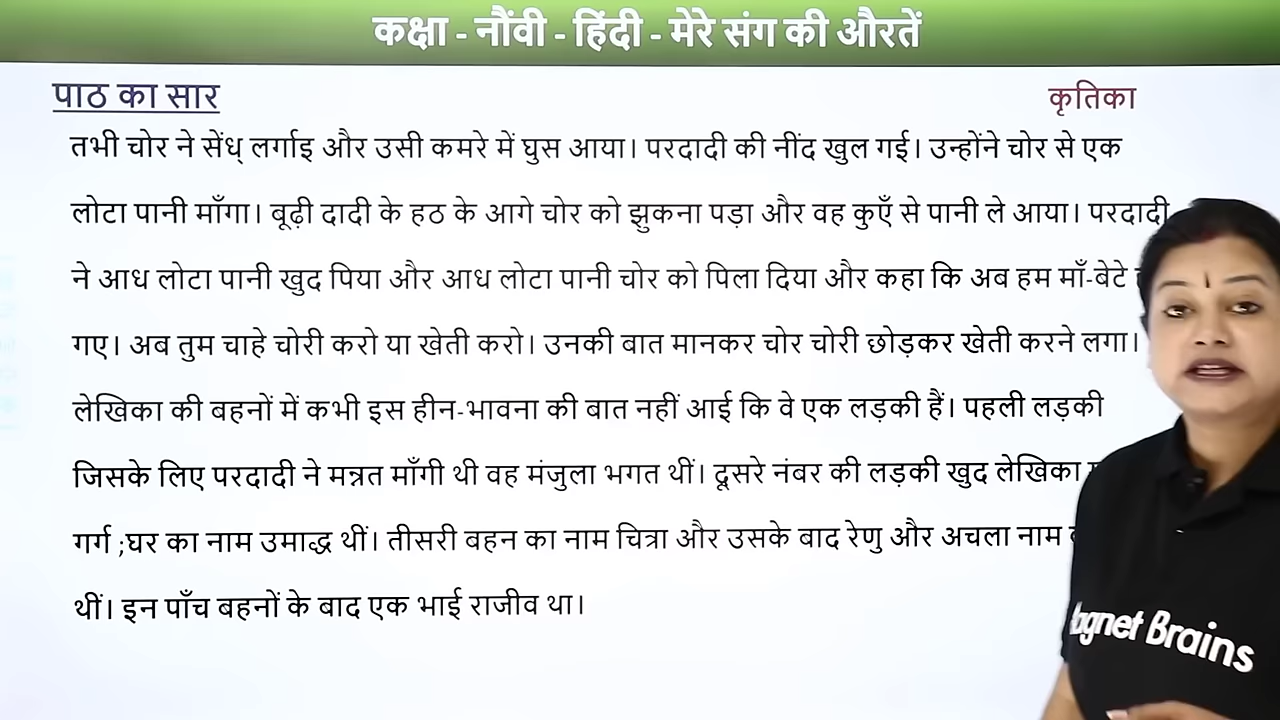 कक्षा - नौंवी - हिंदी - मेरे संग की औरतें
पाठ का सार
कृतिका
तभी चोर ने सेंध् लर्गाइ और उसी कमरे में घुस आया। परदादी की नींद खुल गई। उन्होंने चोर से एक
लोटा पानी माँगा। बूढ़ी दादी के हठ के आगे चोर को झुकना पड़ा और वह कुएँ से पानी ले आया। परदादी
ने आध लोटा पानी खुद पिया और आध लोटा पानी चोर को पिला दिया और कहा कि अब हम माँ-बेटे
गए। अब तुम चाहे चोरी करो या खेती करो। उनकी बात मानकर चोर चोरी छोड़कर खेती करने लगा।
लेखिका की बहनों में कभी इस हीन-भावना की बात नहीं आई कि वे एक लड़की हैं। पहली लड़की
जिसके लिए परदादी ने मन्नत माँगी थी वह मंजुला भगत थीं। दूसरे नंबर की लड़की खुद लेखिका
गर्ग ;घर का नाम उमाद्ध थीं। तीसरी बहन का नाम चित्रा और उसके बाद रेणु और अचला नाम
थीं। इन पाँच बहनों के बाद एक भाई राजीव था।
agnet Brains